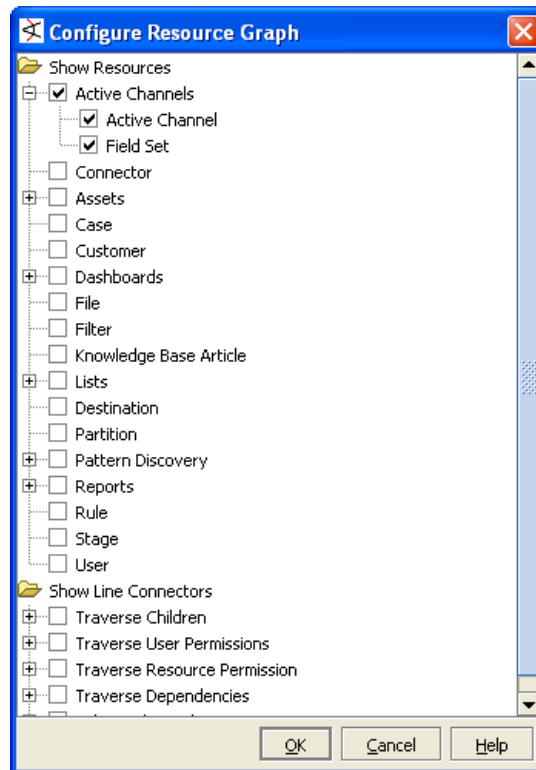 Configure Resource Graph
Show Resources
Active Channels
Active Channel
Field Set
Connector
Assets
Case
Customer
Dashboards
File
Filter
Knowledge Base Article
Lists
Destination
Partition
Pattern Discovery
Reports
Rule
Stage
User
Show Line Connectors
Traverse Children
Traverse User Permissions
Traverse Resource Permission
Traverse Dependencies
OK Cancel Help